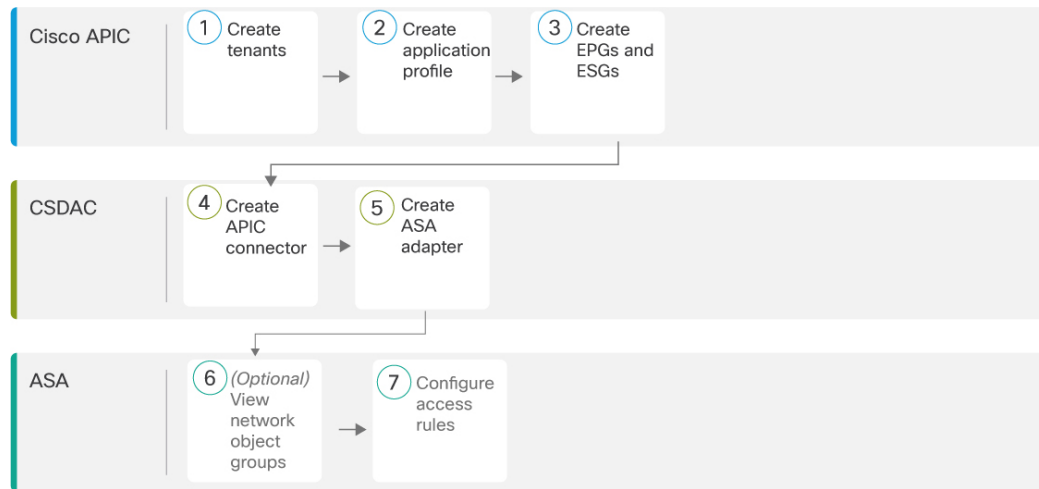 Cisco APIC
1
Create
tenants
2
Create
application
profile
3
Create
EPGs and
ESGs
CSDAC
4
Create
APIC
connector
5
Create
ASA
adapter
ASA
6
(Optional)
View
network
object
groups
7
Configure
access
rules